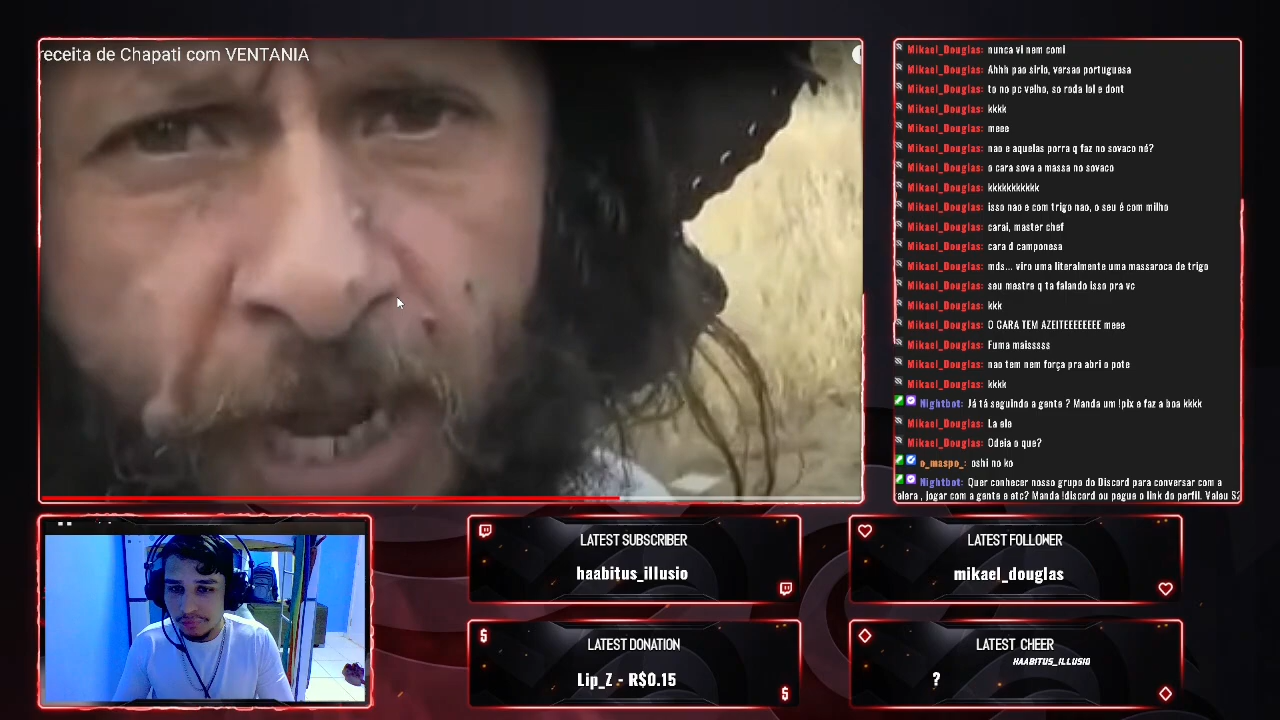 receita de Chapati com VENTANIA
Mikael_Douglas: nunca vi nem comi
Mikael_Douglas: Ahhh pao sirio, versao portuguesa
Mikael_Douglas: to no pc velho, so roda lol e dont
Mikael_Douglas: kkkk
Mikael_Douglas: meee
Mikael_Douglas: nao e aquelas porra q faz no sovaco né?
Mikael_Douglas: o cara sova a massa no sovaco
Mikael_Douglas: kkkkkkkkkkk
Mikael_Douglas: isso nao e com trigo nao, o seu é com milho
Mikael_Douglas: carai, master chef
Mikael_Douglas: cara d camponesa
Mikael_Douglas: mds... viro uma literalmente uma massaroca de trigo
Mikael_Douglas: seu mestre q ta falando isso pra vc
Mikael_Douglas: kkk
Mikael_Douglas: O CARA TEM AZEITEEEEEEEE meee
Mikael_Douglas: Fuma maisssss
Mikael_Douglas: nao tem nem força pra abri o pote
Mikael_Douglas: kkkk
Nightbot: Já tá seguindo a gente ? Manda um !pix e faz a boa kkkk
Mikael_Douglas: La ele
Mikael_Douglas: Odeia o que?
o_maspo_: oshi no ko
Nightbot: Quer conhecer nosso grupo do Discord para conversar com a
alera , jogar com a gente e etc? Manda !discord ou pegue o link do perfil. Valeu S2
LATEST SUBSCRIBER
haabitus_illusio
LATEST FOLLOWER
mikael_douglas
LATEST DONATION
Lip_Z - R$0.15
LATEST CHEER
HAABITUS_ILLUSIO
?